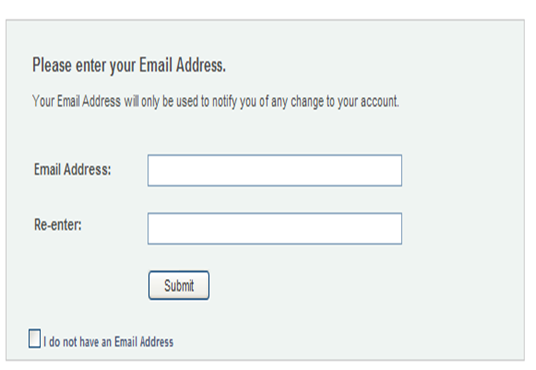 Please enter your Email Address.
Your Email Address will only be used to notify you of any change to your account.
Email Address:
Re-enter:
Submit
I do not have an Email Address